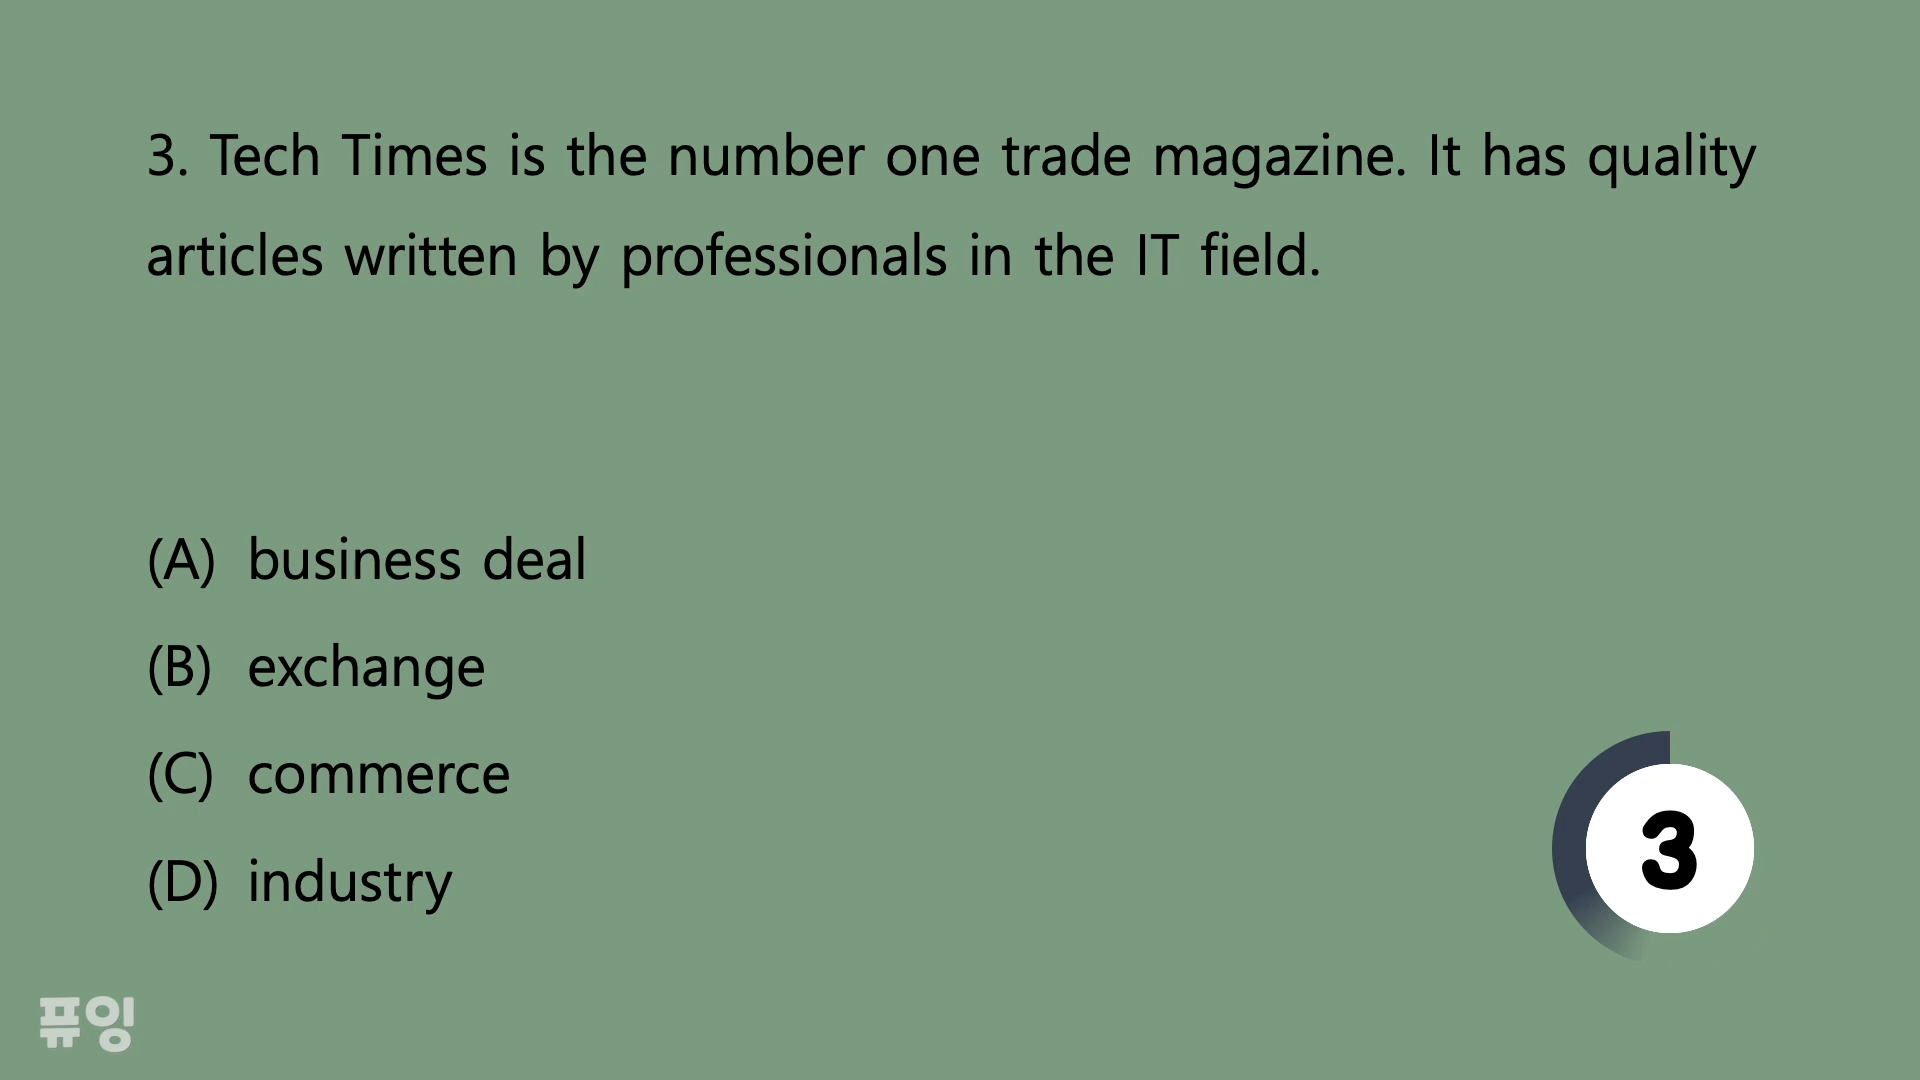 3. Tech Times is the number one trade magazine. It has quality
articles written by professionals in the IT field.
(A) business deal
(B) exchange
(C) commerce
(D) industry
3
퓨잉